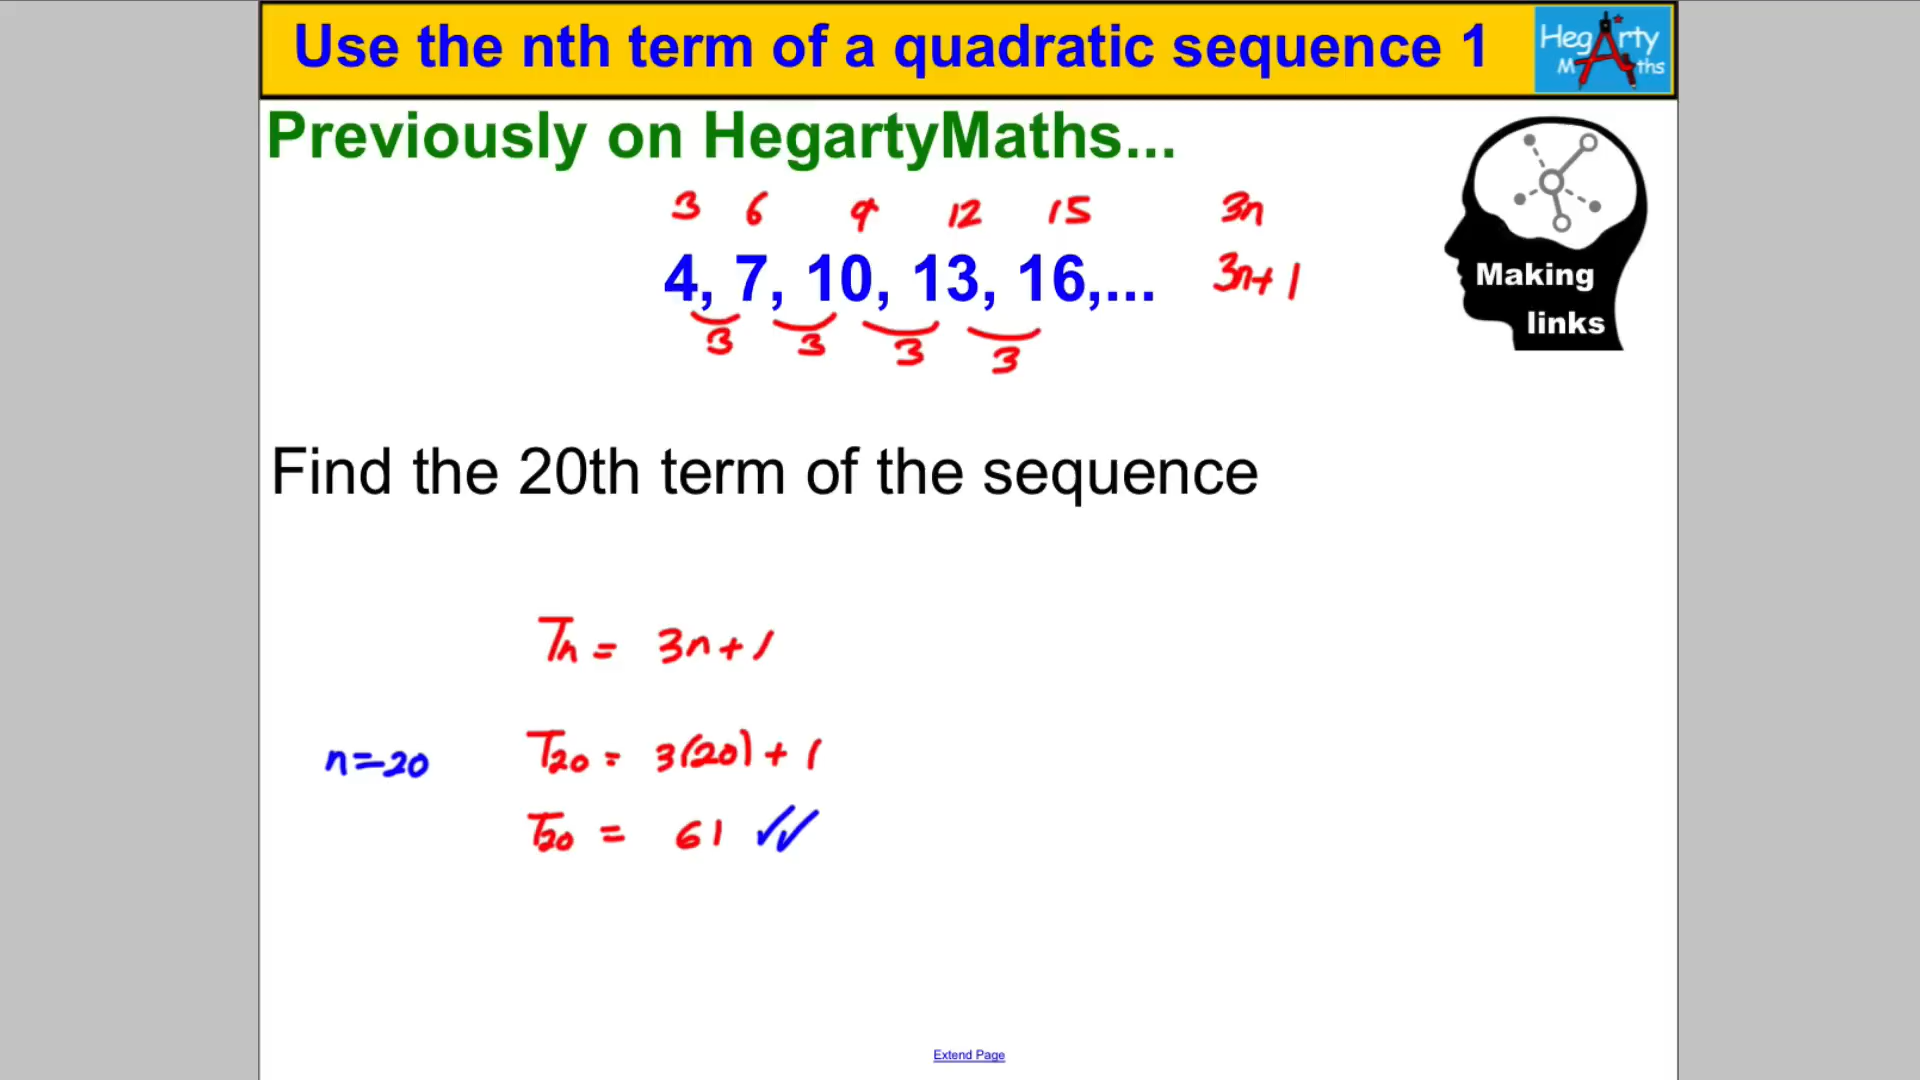 Use the nth term of a quadratic sequence 1
Hegarty
Maths
Previously on HegartyMaths...
3 6 9 12 15 3n
4, 7, 10, 13, 16,... 3n+1
3 3 3 3
Making
links
Find the 20th term of the sequence
Tn = 3n+1
n=20 T20 = 3(20)+1
T20 = 61
Extend Page